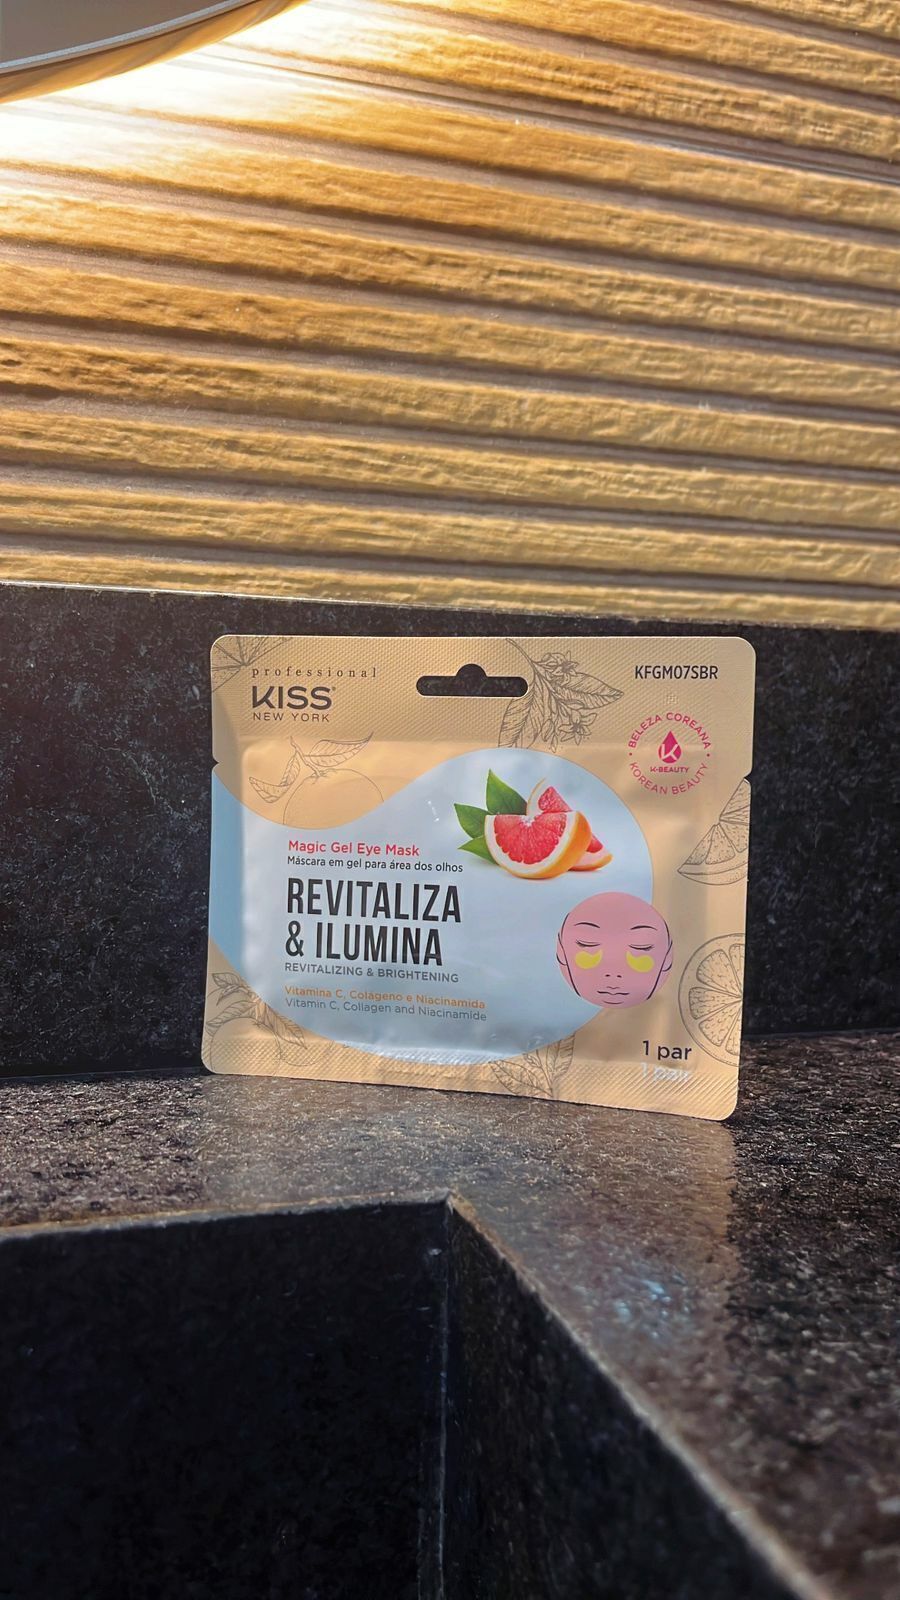 professional
KISS
NEW YORK
KFGM07SBR
BELEZA COREANA
K-BEAUTY
KOREAN BEAUTY
Magic Gel Eye Mask
Máscara em gel para área dos olhos
REVITALIZA
& ILUMINA
REVITALIZING & BRIGHTENING
Vitamina C, Colágeno e Niacinamida
Vitamin C, Collagen and Niacinamide
1 par
1 pair